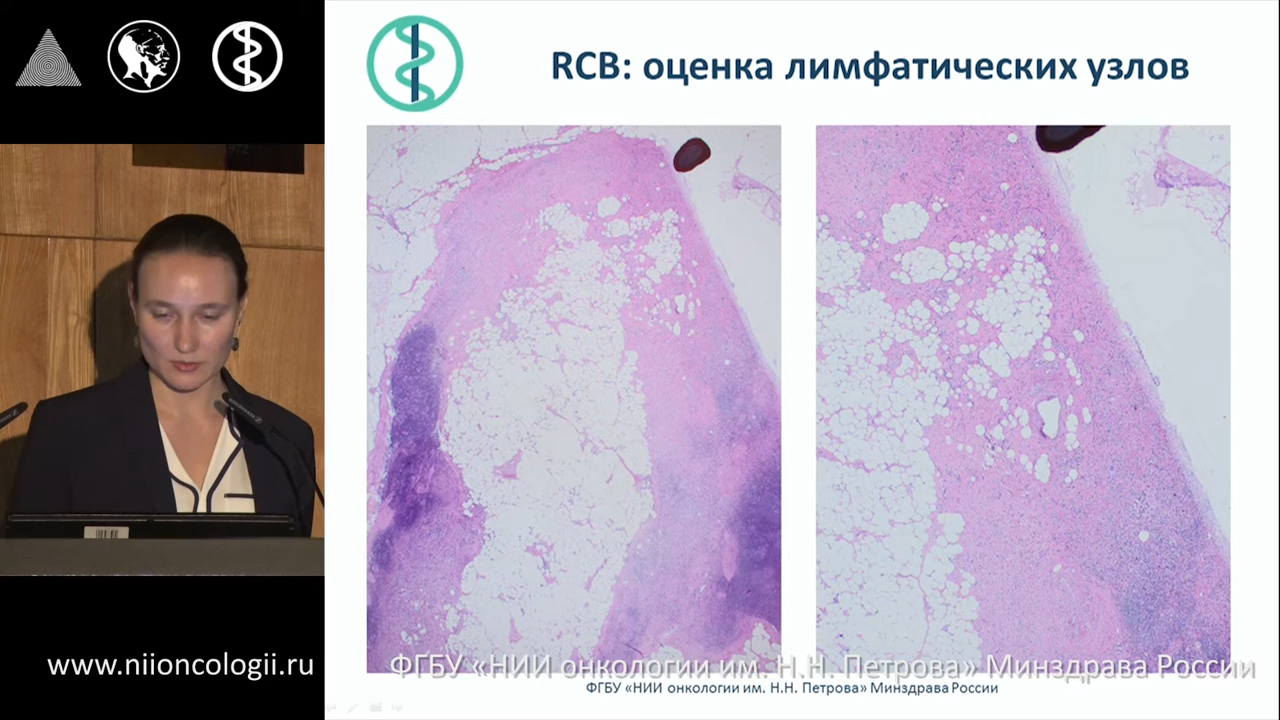 RCB: оценка лимфатических узлов
www.niioncologii.ru
ФГБУ «НИИ онкологии им. Н.Н. Петрова» Минздрава России
ФГБУ «НИИ онкологии им. Н.Н. Петрова» Минздрава России